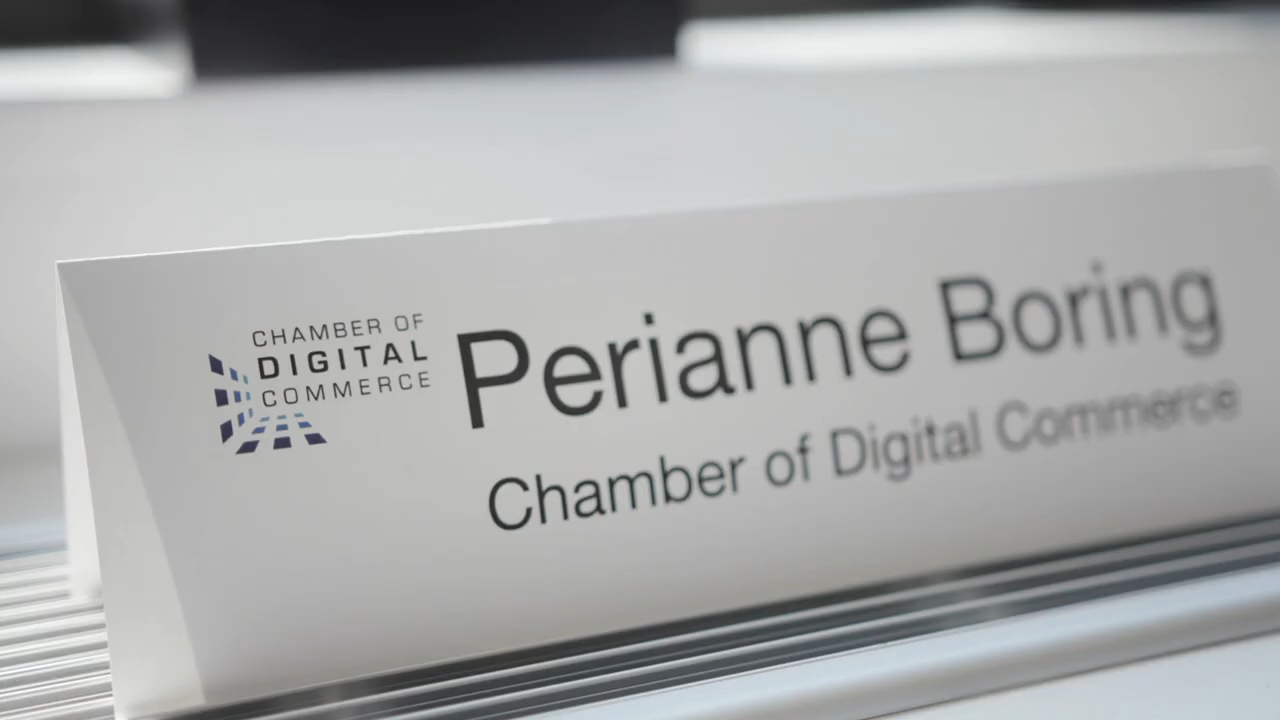 CHAMBER OF
DIGITAL
COMMERCE
Perianne Boring
Chamber of Digital Commerce